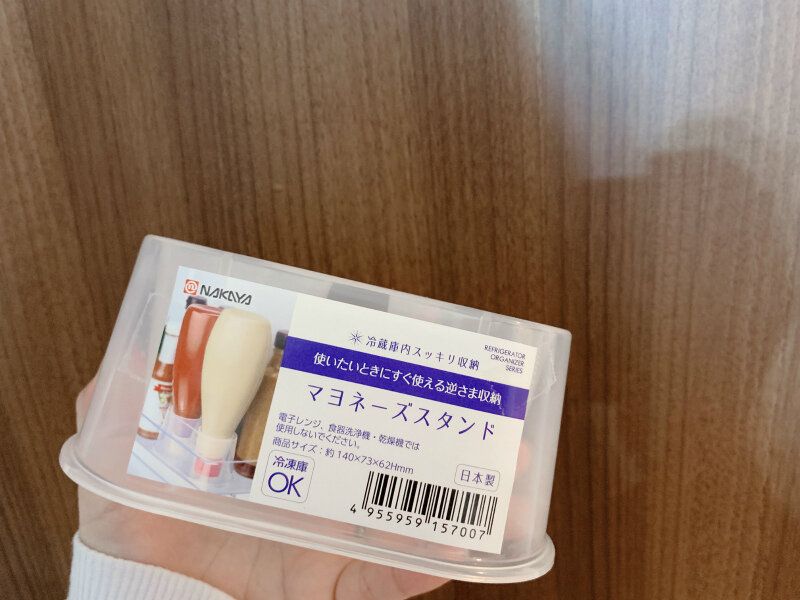 NAKAYA
冷蔵庫内スッキリ収納
REFRIGERATOR
ORGANIZER
SERIES
使いたいときにすぐ使える逆さま収納
マヨネーズスタンド
電子レンジ、食器洗浄機・乾燥機では
使用しないでください。
商品サイズ:約 140×73×62Hmm
冷凍庫
OK
日本製
4 955959 157007